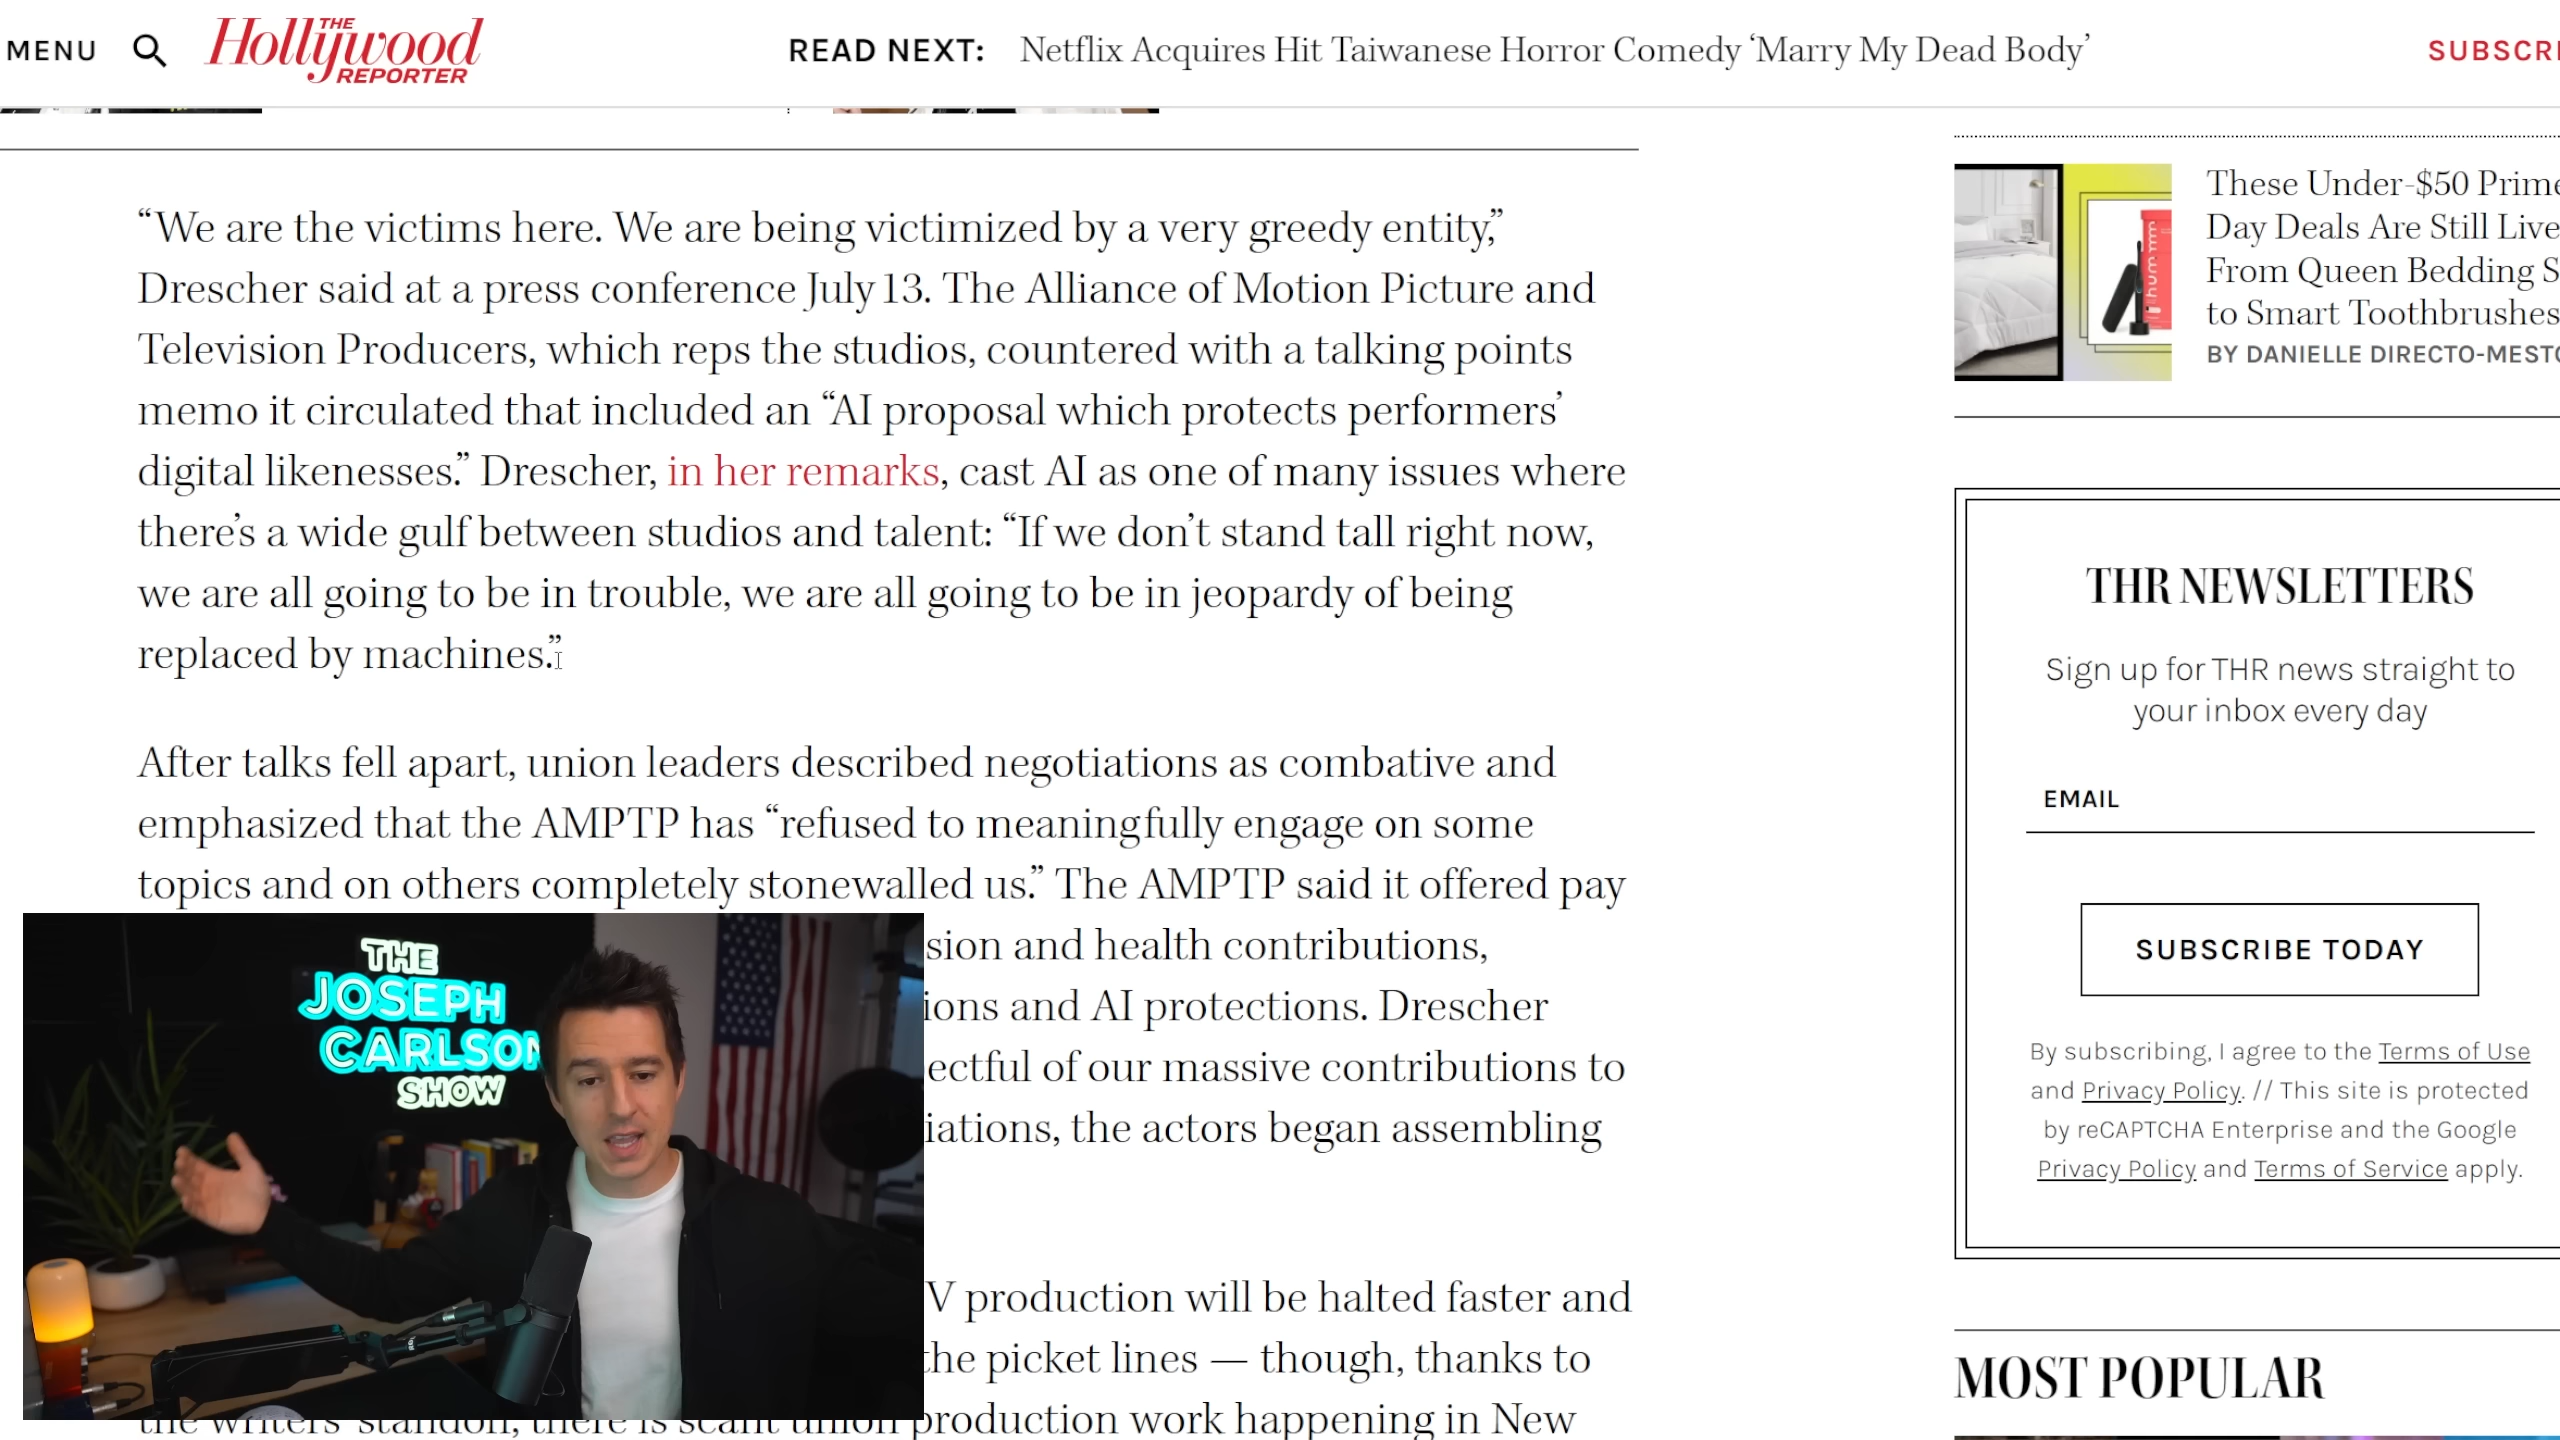 MENU
THE
Hollywood
REPORTER
READ NEXT: Netflix Acquires Hit Taiwanese Horror Comedy ‘Marry My Dead Body’
“We are the victims here. We are being victimized by a very greedy entity,”
Drescher said at a press conference July 13. The Alliance of Motion Picture and
Television Producers, which reps the studios, countered with a talking points
memo it circulated that included an “AI proposal which protects performers’
digital likenesses.” Drescher, in her remarks, cast AI as one of many issues where
there’s a wide gulf between studios and talent: “If we don’t stand tall right now,
we are all going to be in trouble, we are all going to be in jeopardy of being
replaced by machines.”
After talks fell apart, union leaders described negotiations as combative and
emphasized that the AMPTP has “refused to meaningfully engage on some
topics and on others completely stonewalled us.” The AMPTP said it offered pay
sion and health contributions,
ions and AI protections. Drescher
ectful of our massive contributions to
iations, the actors began assembling
V production will be halted faster and
the picket lines — though, thanks to
the writers’ standoff, there is scant union production work happening in New
THE
JOSEPH
CARLSON
SHOW
These Under-$50 Prime
Day Deals Are Still Live
From Queen Bedding S
to Smart Toothbrushes
BY DANIELLE DIRECTO-MEST
humm
THR NEWSLETTERS
Sign up for THR news straight to
your inbox every day
EMAIL
SUBSCRIBE TODAY
By subscribing, I agree to the Terms of Use
and Privacy Policy. // This site is protected
by reCAPTCHA Enterprise and the Google
Privacy Policy and Terms of Service apply.
MOST POPULAR